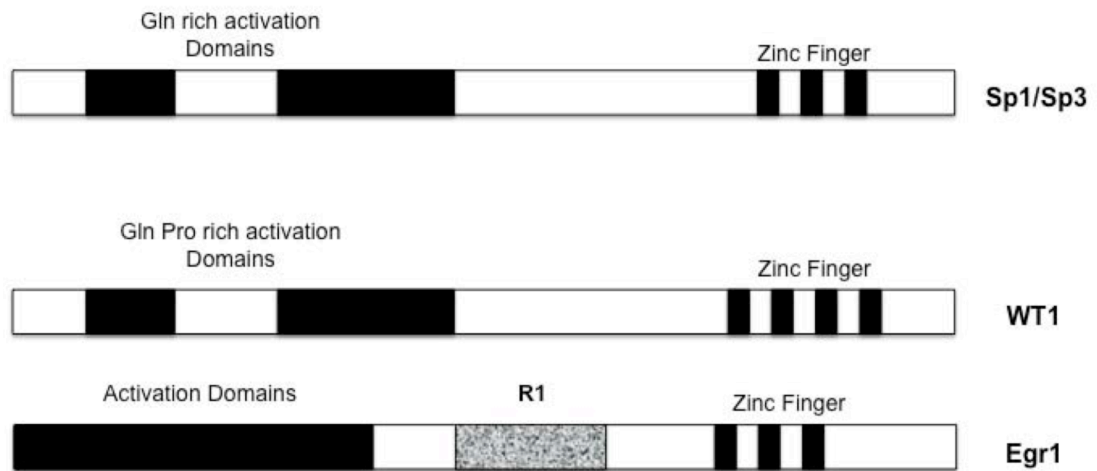 Gln rich activation
Domains
Zinc Finger
Sp1/Sp3
Gln Pro rich activation
Domains
Zinc Finger
WT1
Activation Domains
R1
Zinc Finger
Egr1